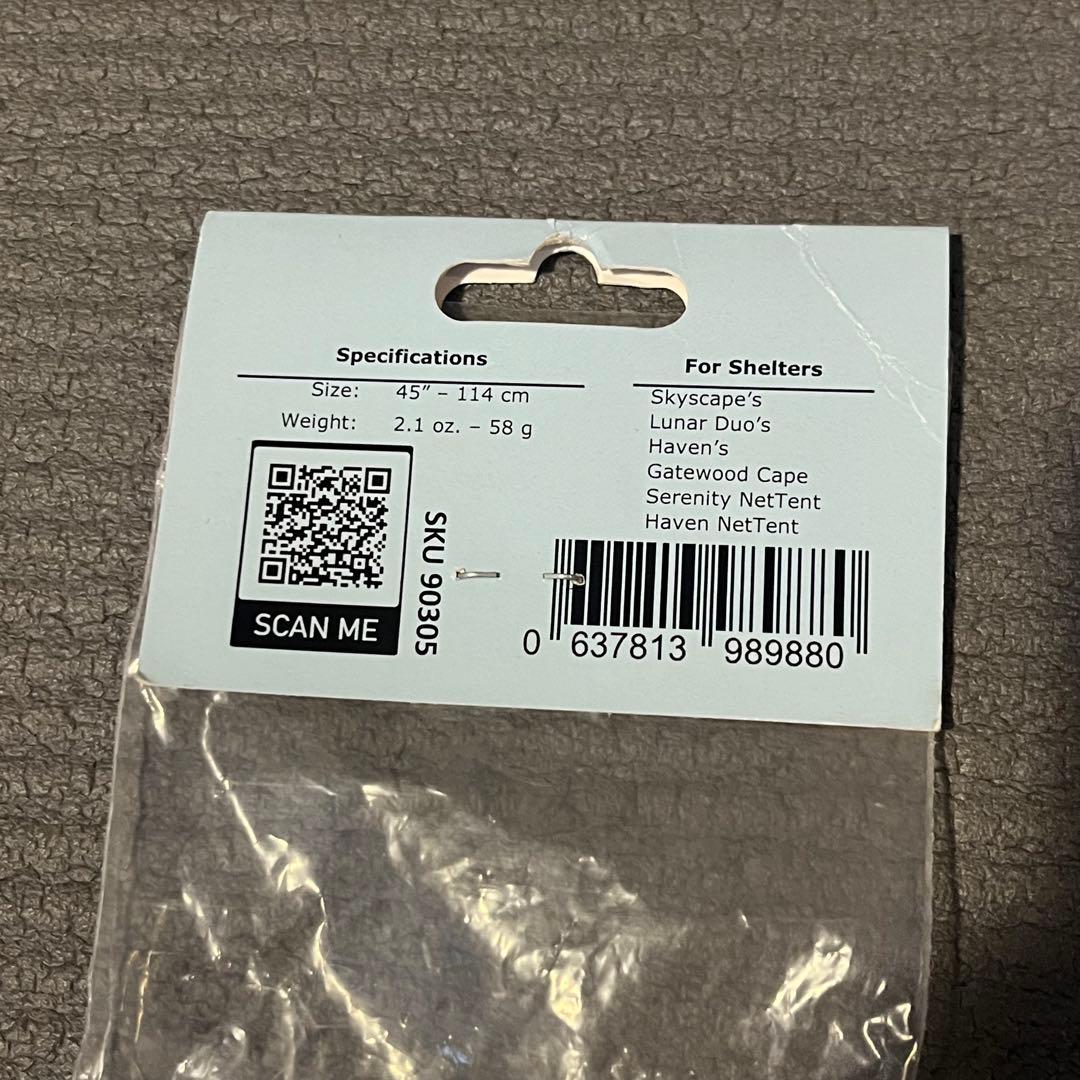 Specifications
Size: 45” – 114 cm
Weight: 2.1 oz. – 58 g
SCAN ME
SKU 90305
For Shelters
Skyscape’s
Lunar Duo’s
Haven’s
Gatewood Cape
Serenity NetTent
Haven NetTent
0 637813 989880